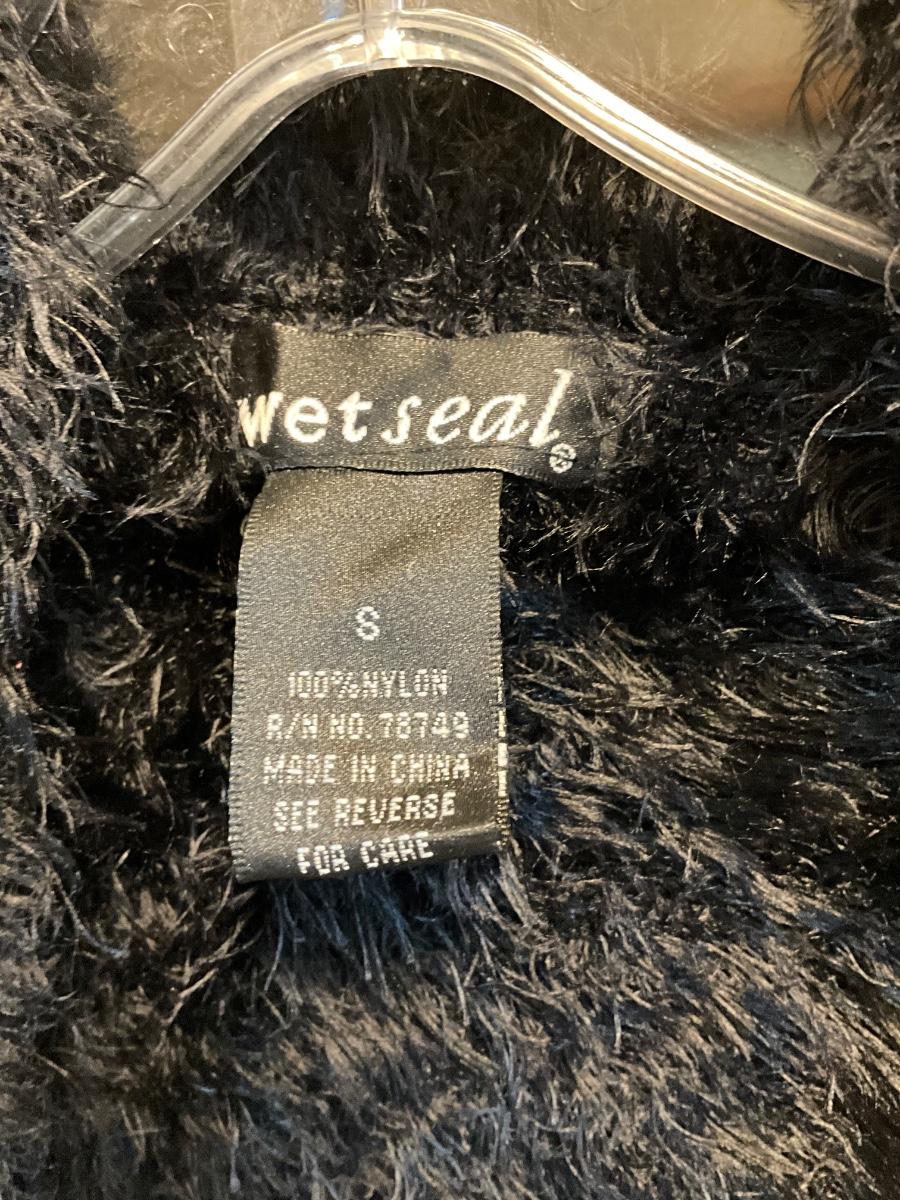 wetseal®
S
100%NYLON
R/N NO.78749
MADE IN CHINA
SEE REVERSE
FOR CARE